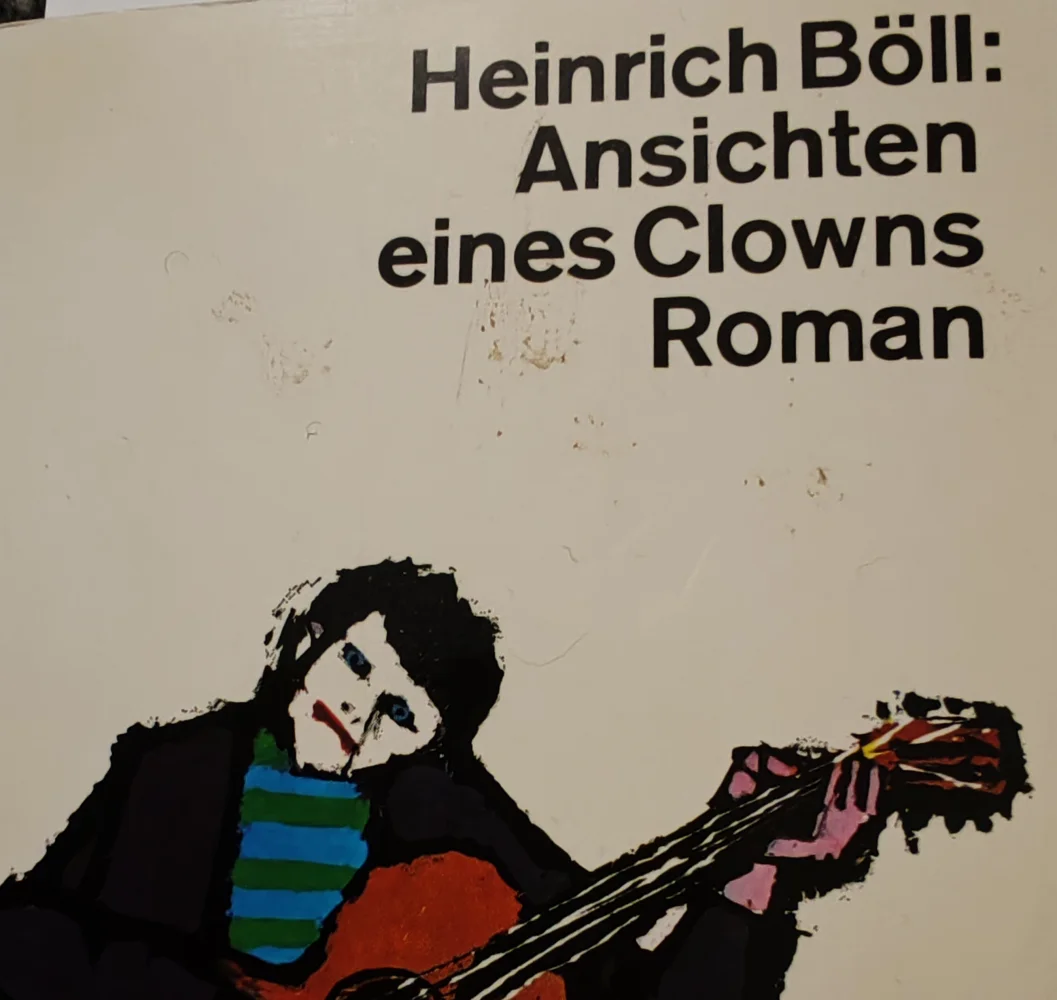 Heinrich Böll:
Ansichten
eines Clowns
Roman